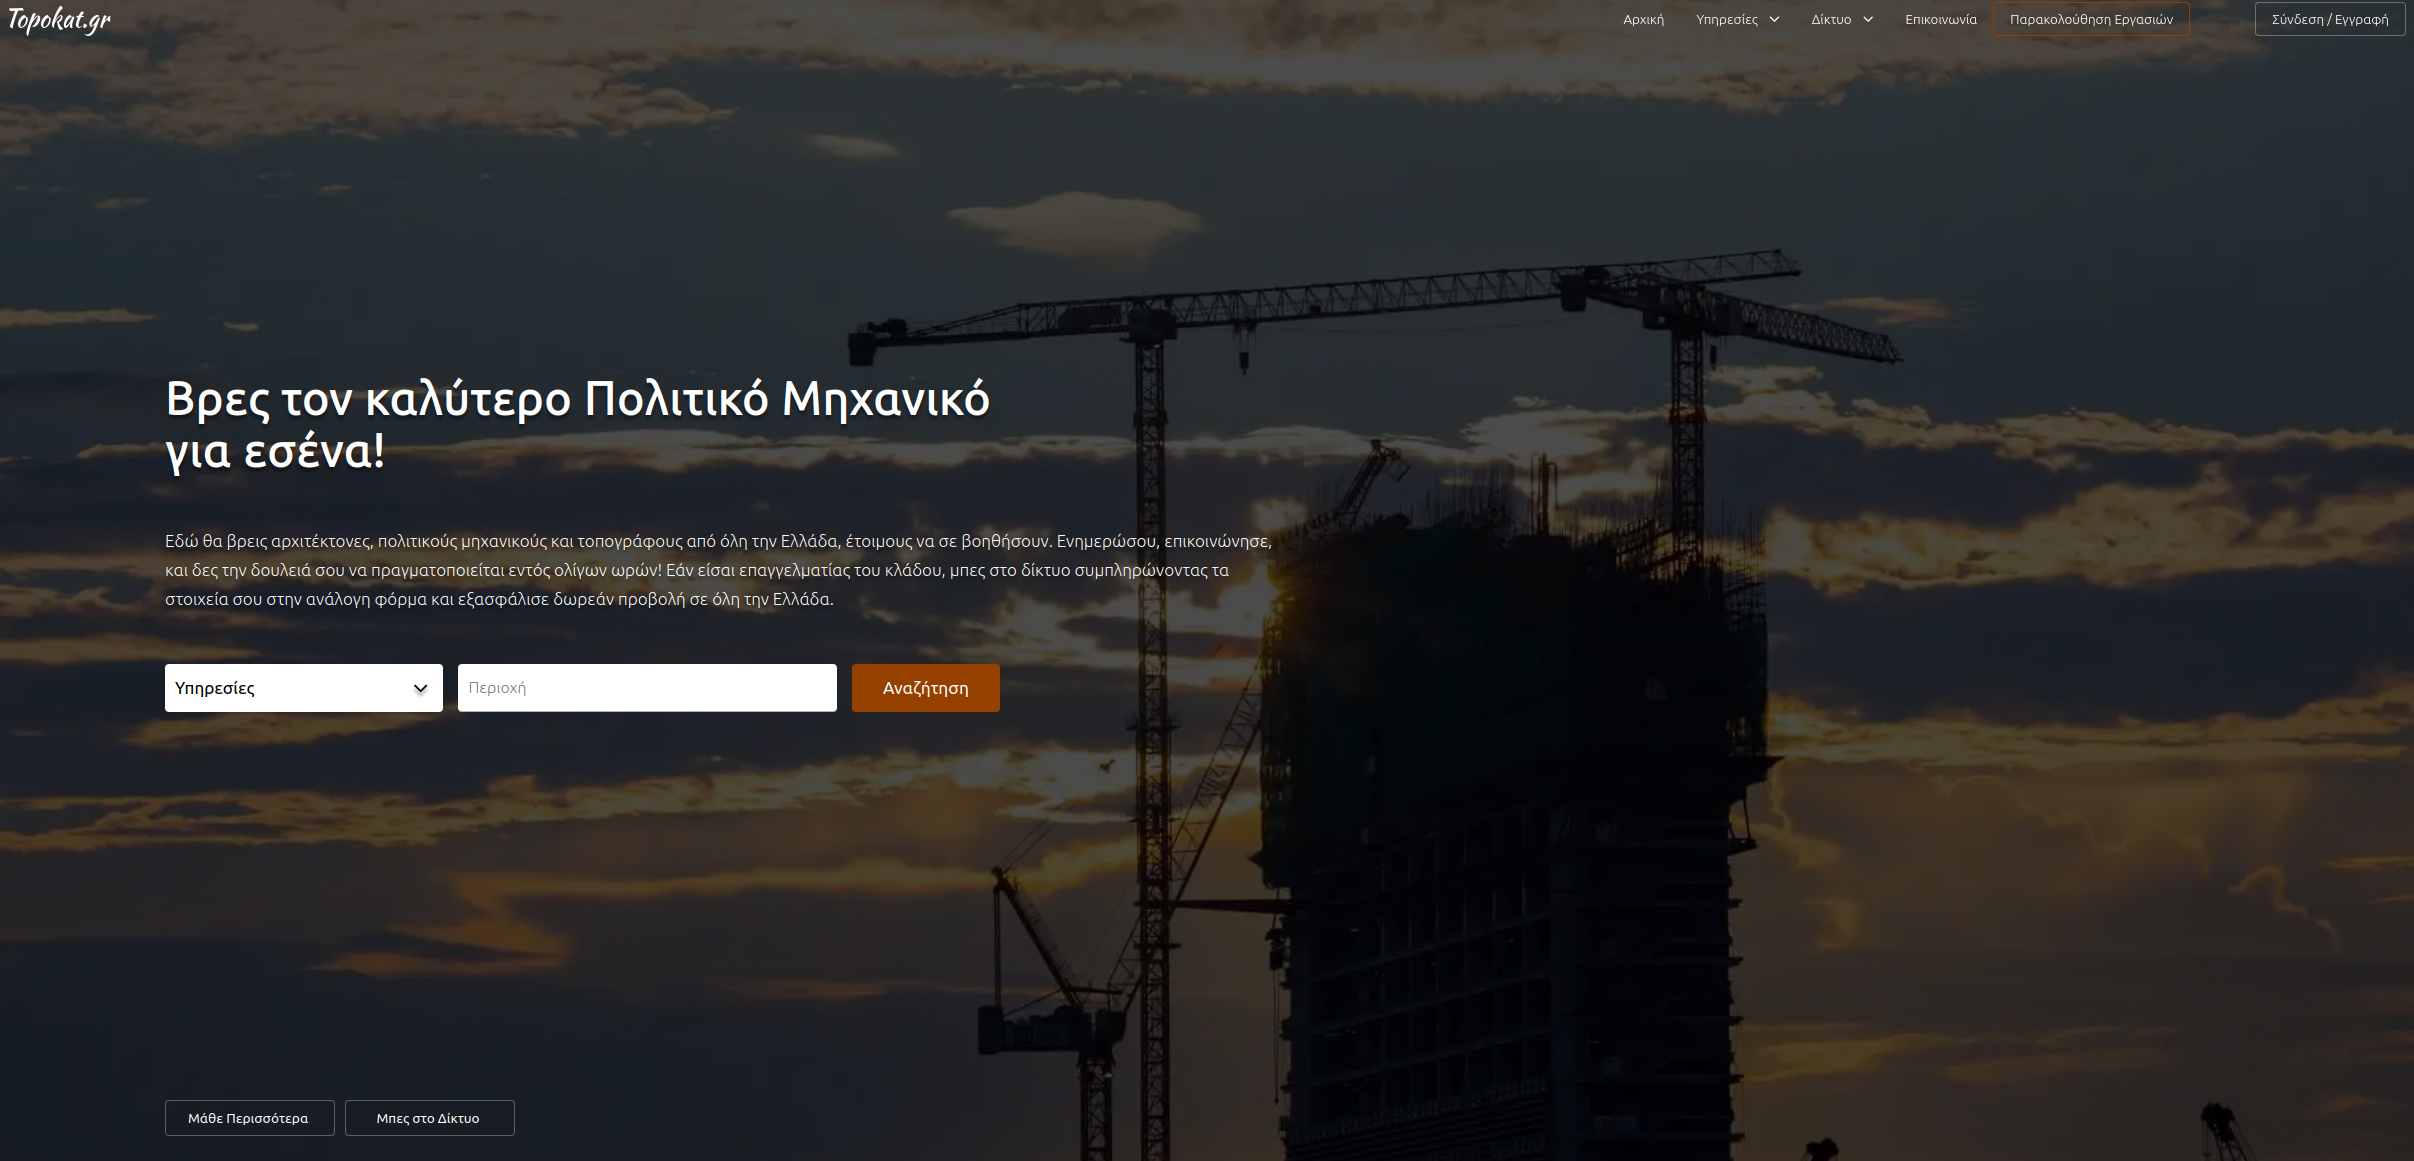 Topokat.gr
Αρχική
Υπηρεσίες
Δίκτυο
Επικοινωνία
Παρακολούθηση Εργασιών
Σύνδεση / Εγγραφή
Βρες τον καλύτερο Πολιτικό Μηχανικό
για εσένα!
Εδώ θα βρεις αρχιτέκτονες, πολιτικούς μηχανικούς και τοπογράφους από όλη την Ελλάδα, έτοιμους να σε βοηθήσουν. Ενημερώσου, επικοινώνησε,
και δες την δουλειά σου να πραγματοποιείται εντός ολίγων ωρών! Εάν είσαι επαγγελματίας του κλάδου, μπες στο δίκτυο συμπληρώνοντας τα
στοιχεία σου στην ανάλογη φόρμα και εξασφάλισε δωρεάν προβολή σε όλη την Ελλάδα.
Υπηρεσίες
Περιοχή
Αναζήτηση
Μάθε Περισσότερα
Μπες στο Δίκτυο